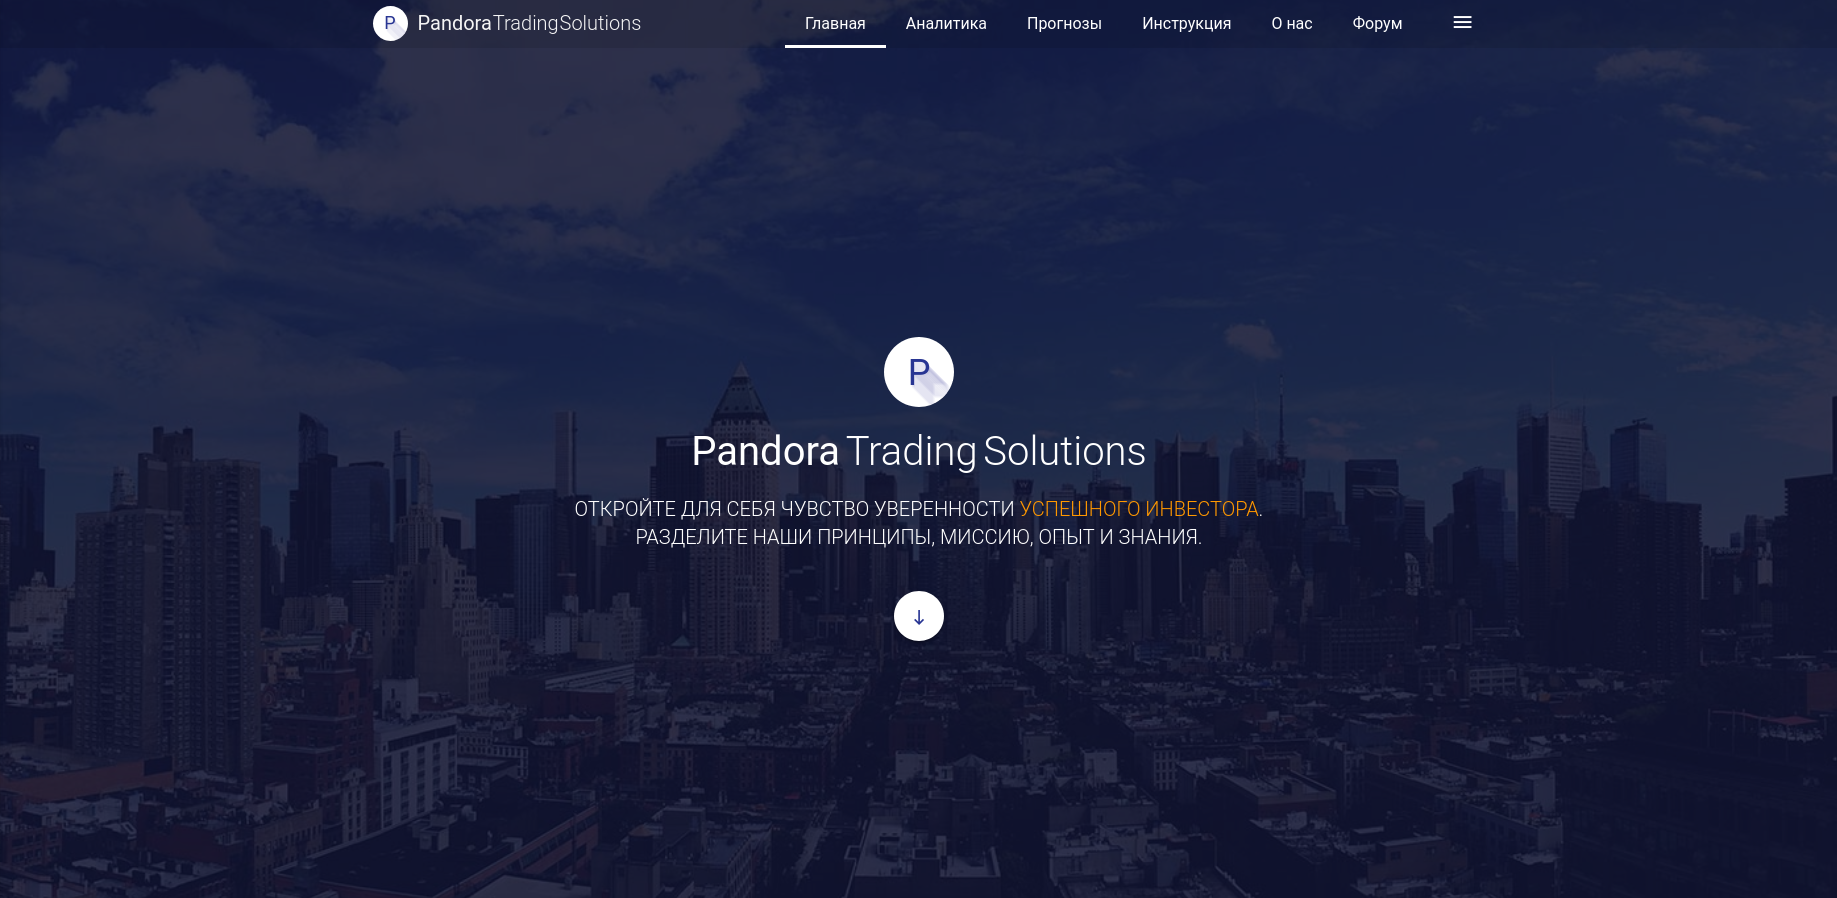 P PandoraTradingSolutions Главная Аналитика Прогнозы Инструкция О нас Форум
P
Pandora Trading Solutions
ОТКРОЙТЕ ДЛЯ СЕБЯ ЧУВСТВО УВЕРЕННОСТИ УСПЕШНОГО ИНВЕСТОРА.
РАЗДЕЛИТЕ НАШИ ПРИНЦИПЫ, МИССИЮ, ОПЫТ И ЗНАНИЯ.